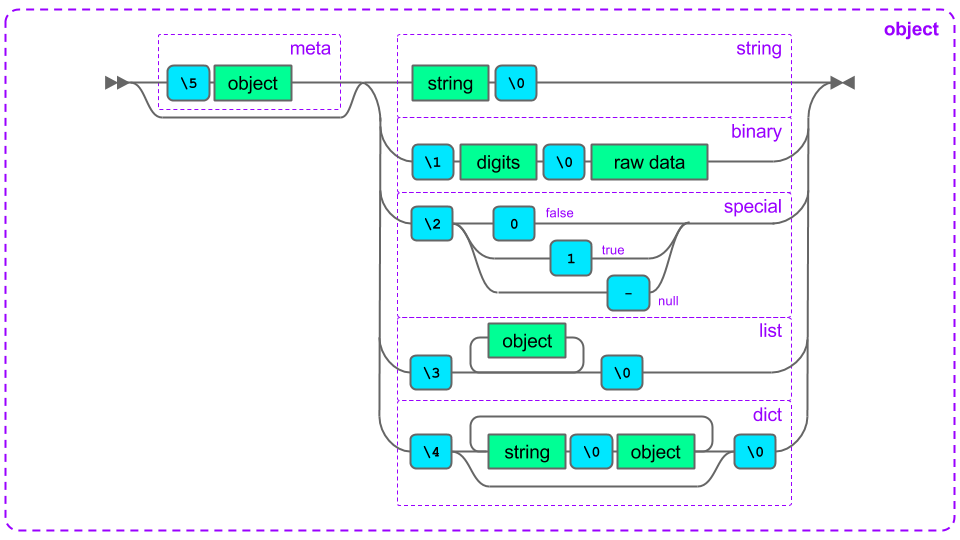 object
meta
string
\5 object
string \0
binary
\1 digits \0 raw data
special
\2 0 false
1 true
– null
list
object
\3 \0
dict
\4 string \0 object \0